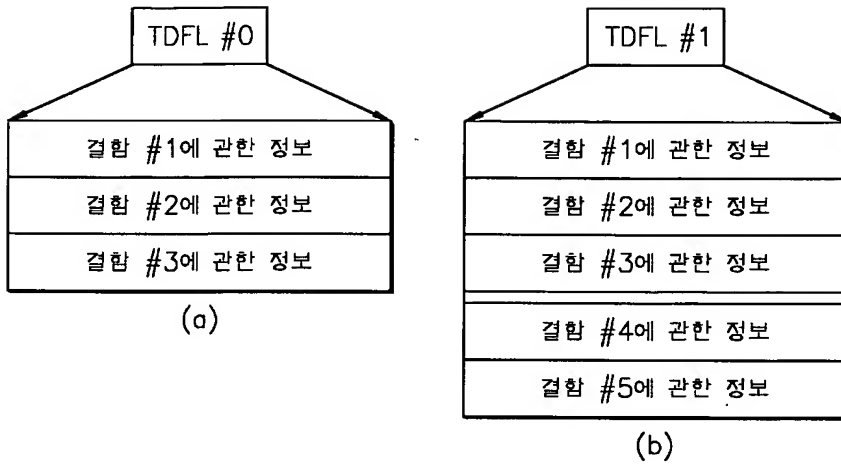 TDFL #0
결함 #1에 관한 정보
결함 #2에 관한 정보
결함 #3에 관한 정보
(a)
TDFL #1
결함 #1에 관한 정보
결함 #2에 관한 정보
결함 #3에 관한 정보
결함 #4에 관한 정보
결함 #5에 관한 정보
(b)